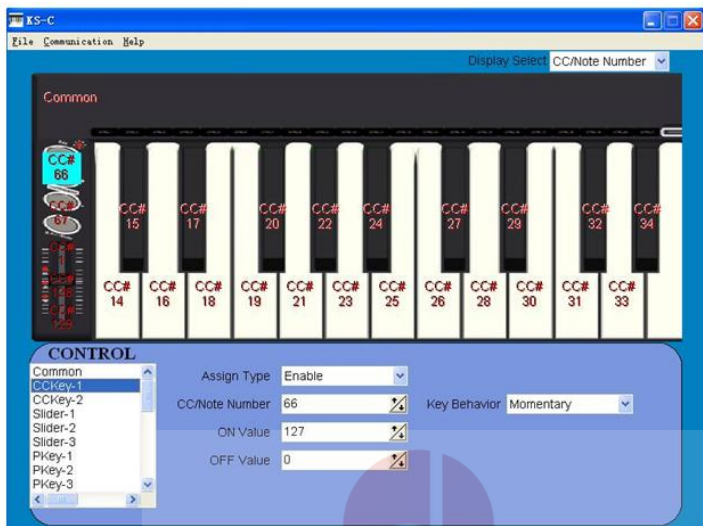 KS-C
File Communication Help
Display Select CC/Note Number
Common
CC#
66
CC#
67
CC#
15
CC#
17
CC#
20
CC#
22
CC#
24
CC#
27
CC#
29
CC#
32
CC#
34
CC#
14
CC#
16
CC#
18
CC#
19
CC#
21
CC#
23
CC#
25
CC#
26
CC#
28
CC#
30
CC#
31
CC#
33
CONTROL
Common
CCKey-1
CCKey-2
Slider-1
Slider-2
Slider-3
PKey-1
PKey-2
PKey-3
Assign Type Enable
CC/Note Number 66
Key Behavior Momentary
ON Value 127
OFF Value 0